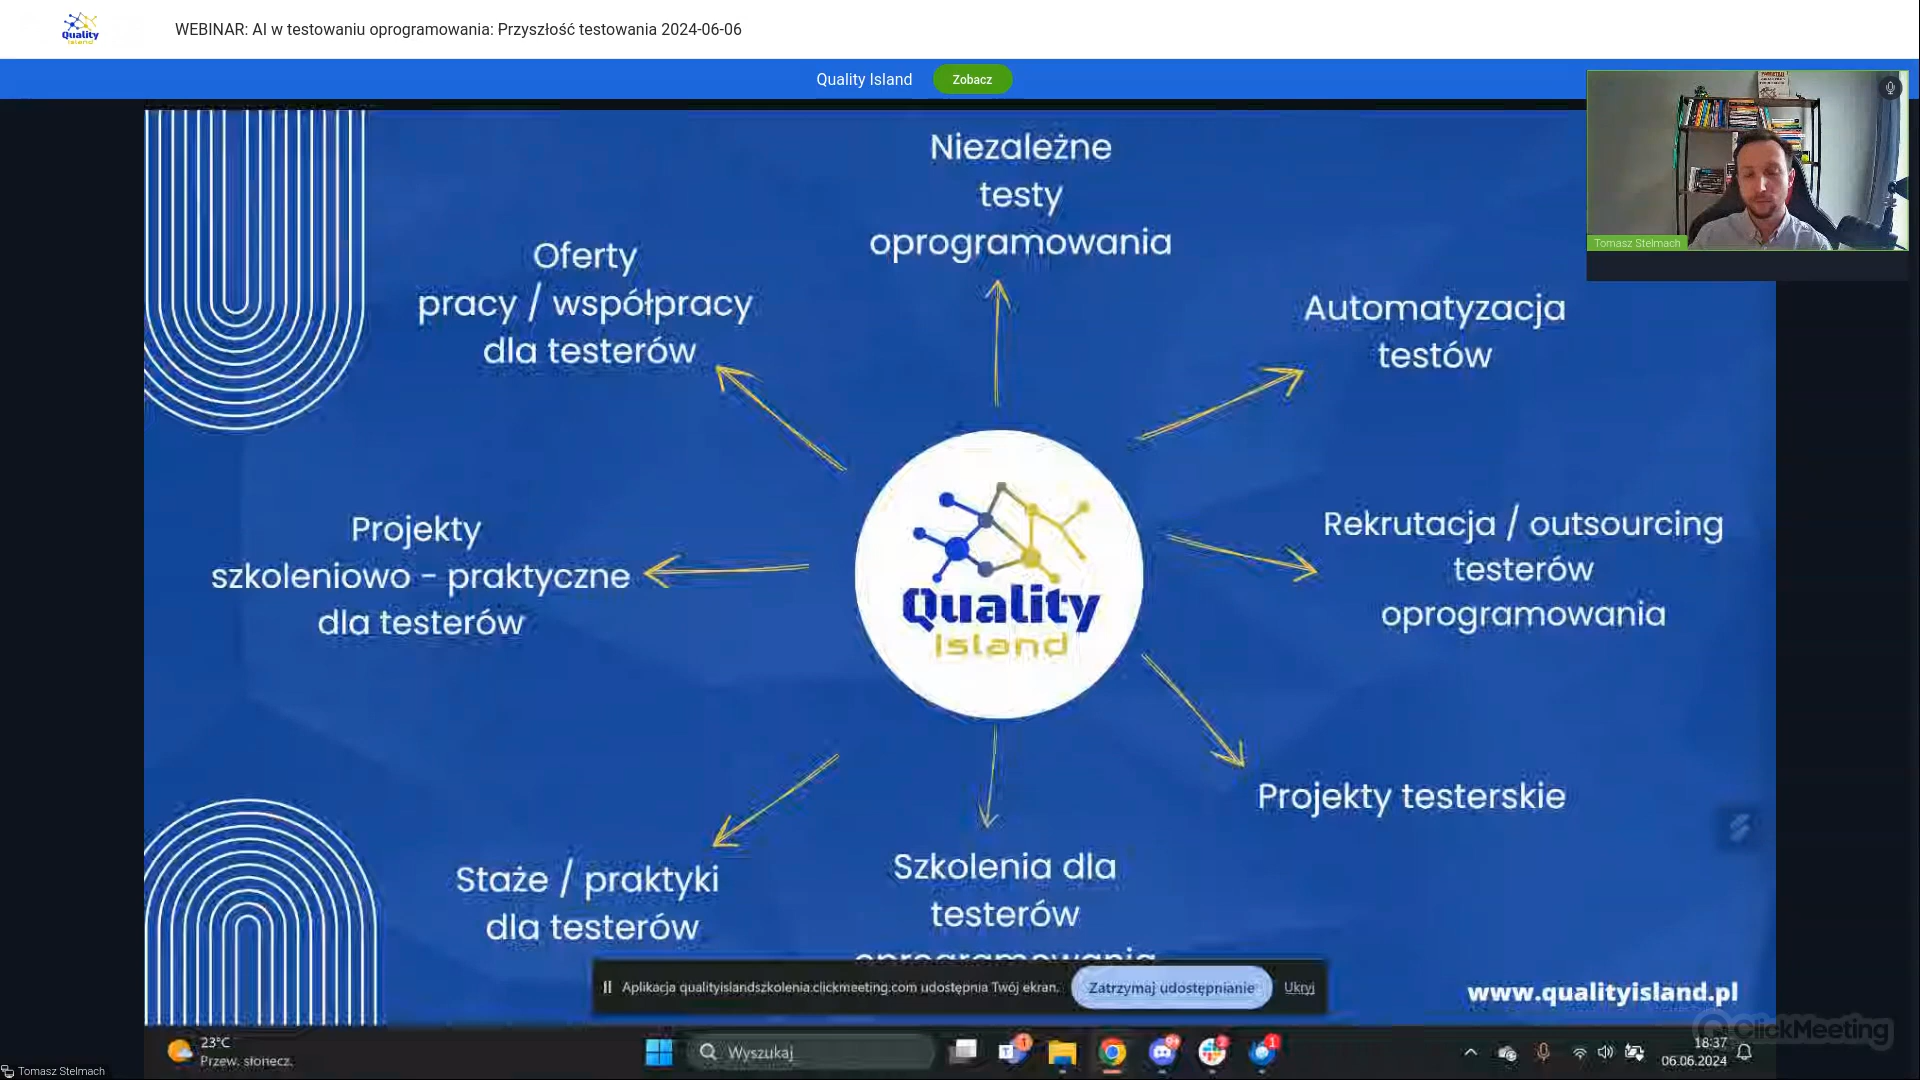 Quality
Island
WEBINAR: AI w testowaniu oprogramowania: Przyszłość testowania 2024-06-06
Quality Island
Zobacz
Tomasz Stelmach
Niezależne
testy
oprogramowania
Oferty
pracy / współpracy
dla testerów
Automatyzacja
testów
Projekty
szkoleniowo - praktyczne
dla testerów
Quality
Island
Rekrutacja / outsourcing
testerów
oprogramowania
Projekty testerskie
Staże / praktyki
dla testerów
Szkolenia dla
testerów
oprogramowania
Aplikacja qualityislandszkolenia.clickmeeting.com udostępnia Twój ekran.
Zatrzymaj udostępnianie
Ukryj
www.qualityisland.pl
ClickMeeting
23°C
Przew. słonecz.
Wyszukaj
18:37
06.06.2024
Tomasz Stelmach